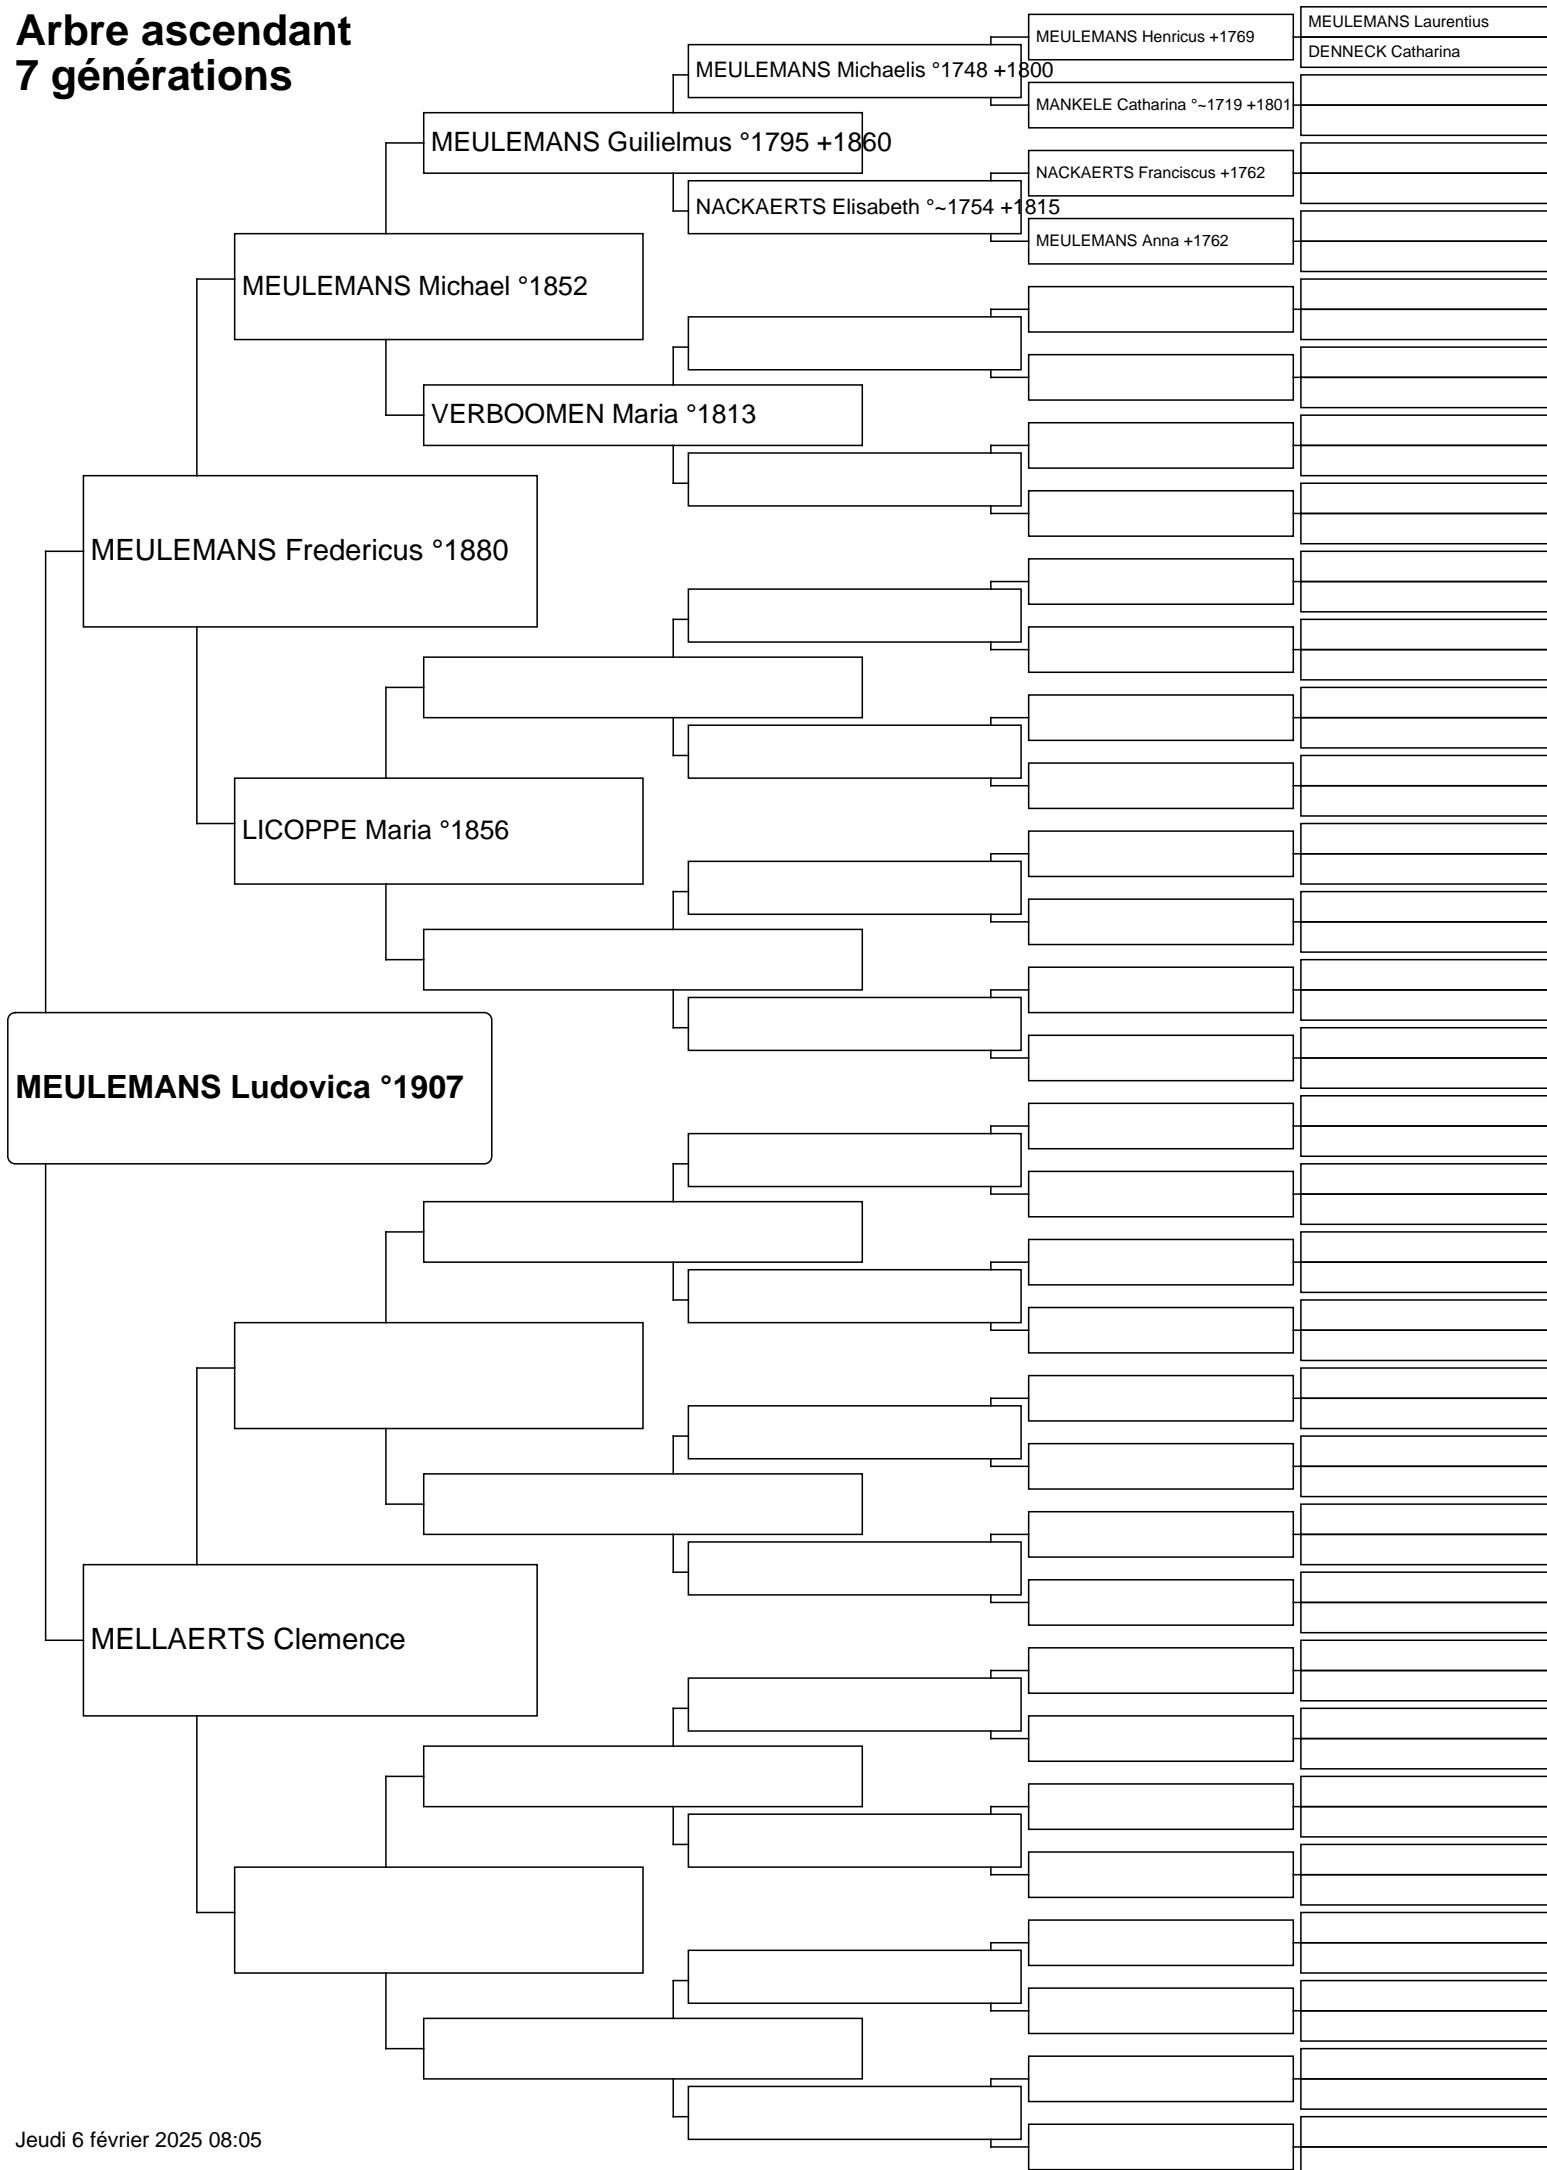 Arbre ascendant
7 générations
MEULEMANS Laurentius
MEULEMANS Henricus +1769
DENNECK Catharina
MEULEMANS Michaelis °1748 +1800
MANKELE Catharina °~1719 +1801
MEULEMANS Guilielmus °1795 +1860
NACKAERTS Franciscus +1762
NACKAERTS Elisabeth °~1754 +1815
MEULEMANS Anna +1762
MEULEMANS Michael °1852
VERBOOMEN Maria °1813
MEULEMANS Fredericus °1880
LICOPPE Maria °1856
MEULEMANS Ludovica °1907
MELLAERTS Clemence
Jeudi 6 février 2025 08:05